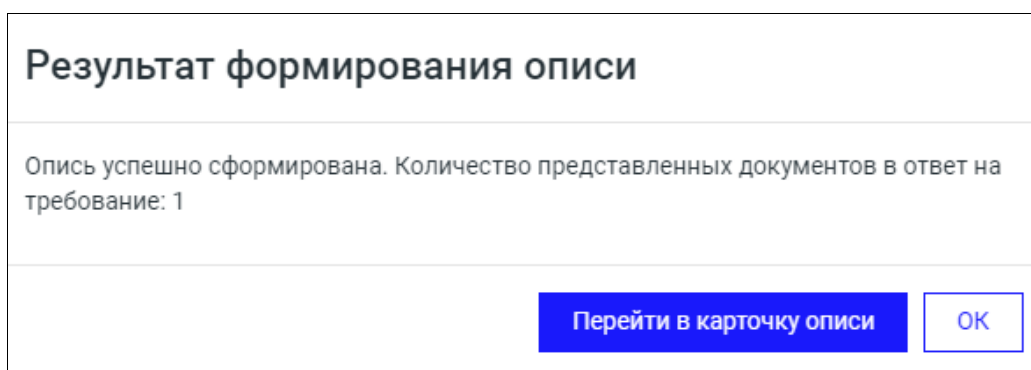 Результат формирования описи
Опись успешно сформирована. Количество представленных документов в ответ на
требование: 1
Перейти в карточку описи
ОК